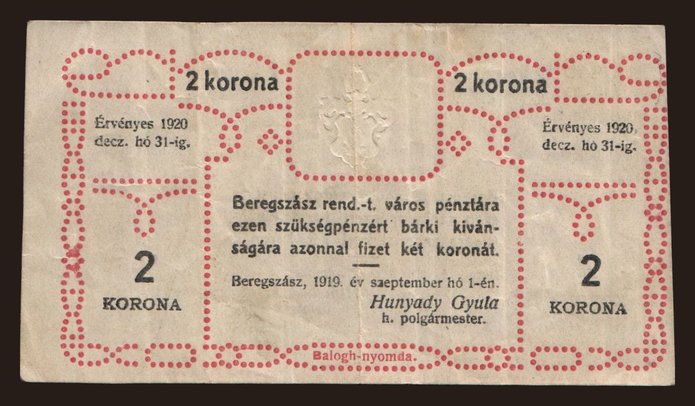 2 korona
2 korona
Érvényes 1920
decz. hó 31-ig.
Érvényes 1920
decz. hó 31-ig.
Beregszász rend.-t. város pénztára
ezen szükségpénzért bárki kiván-
ságára azonnal fizet két koronát.
Beregszász, 1919. év szeptember hó 1-én.
Hunyady Gyula
h. polgármester.
2
KORONA
2
KORONA
Balogh-nyomda.